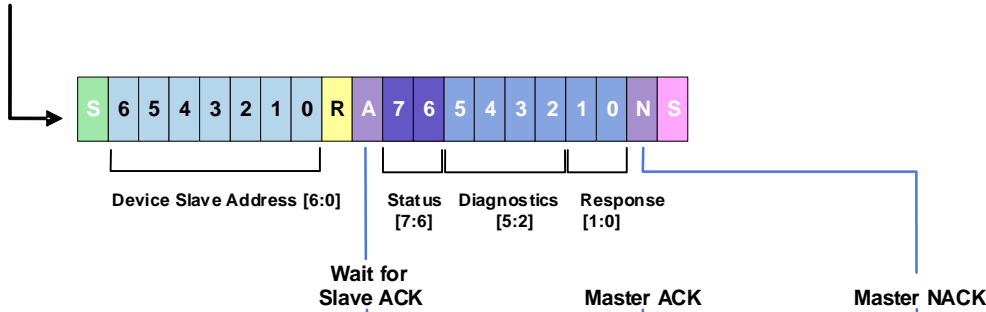 S 6 5 4 3 2 1 0 R A 7 6 5 4 3 2 1 0 N S
Device Slave Address [6:0]
Status
[7:6]
Diagnostics
[5:2]
Response
[1:0]
Wait for
Slave ACK
Master ACK
Master NACK